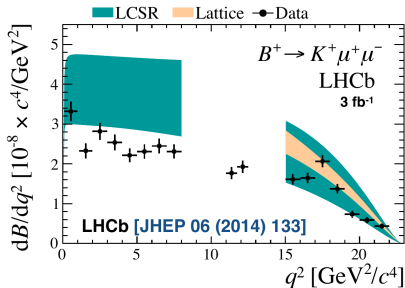 LCSR Lattice Data
dB/dq² [10⁻⁸ × c⁴/GeV²]
5
4
3
2
1
0
B⁺→ K⁺μ⁺μ⁻
LHCb
3 fb⁻¹
LHCb [JHEP 06 (2014) 133]
0 5 10 15 20
q² [GeV²/c⁴]